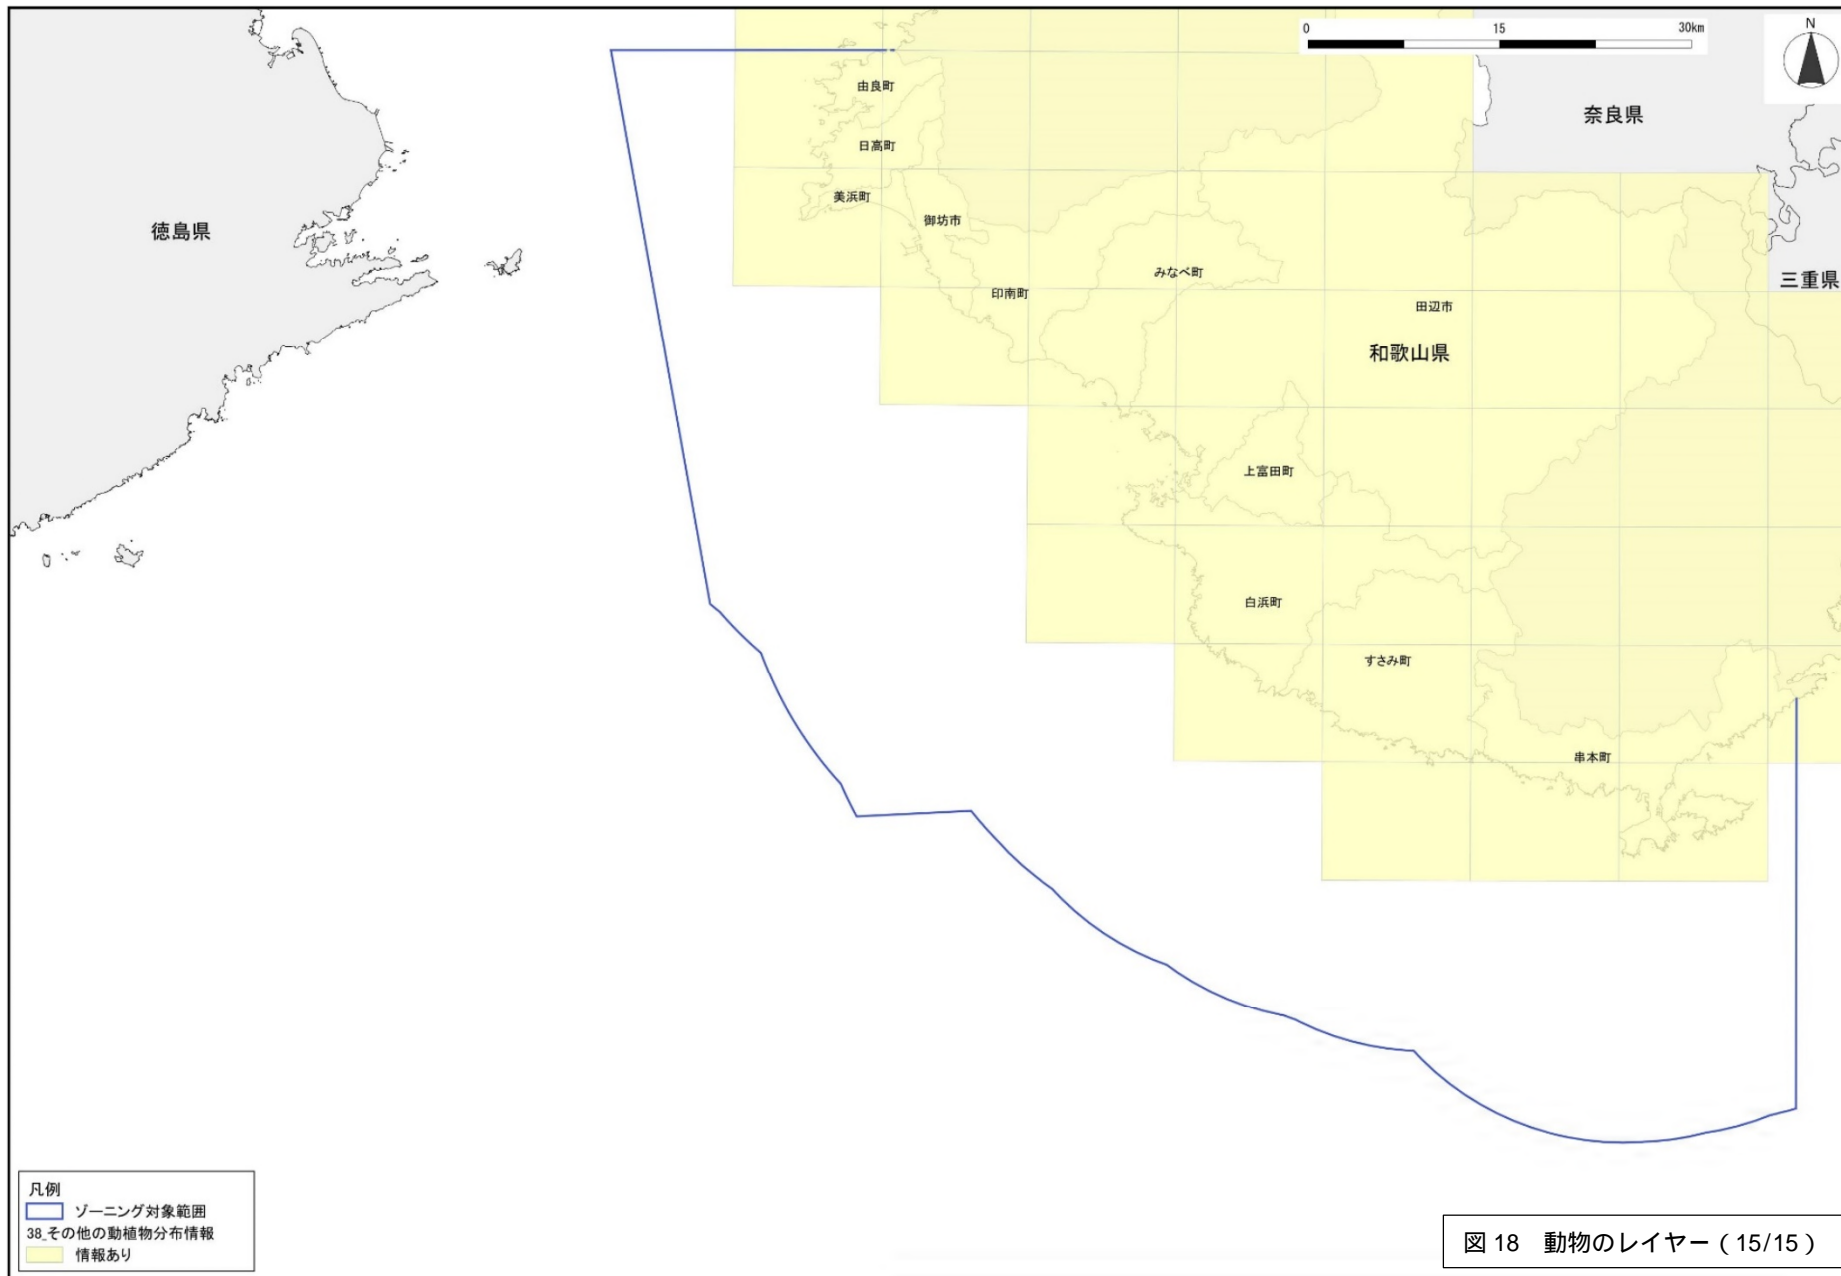 0 15 30km
N
由良町
奈良県
日高町
美浜町
御坊市
徳島県
みなべ町
三重県
印南町
田辺市
和歌山県
上富田町
白浜町
すさみ町
串本町
凡例
ゾーニング対象範囲
38_その他の動植物分布情報
情報あり
図 18 動物のレイヤー（15/15）